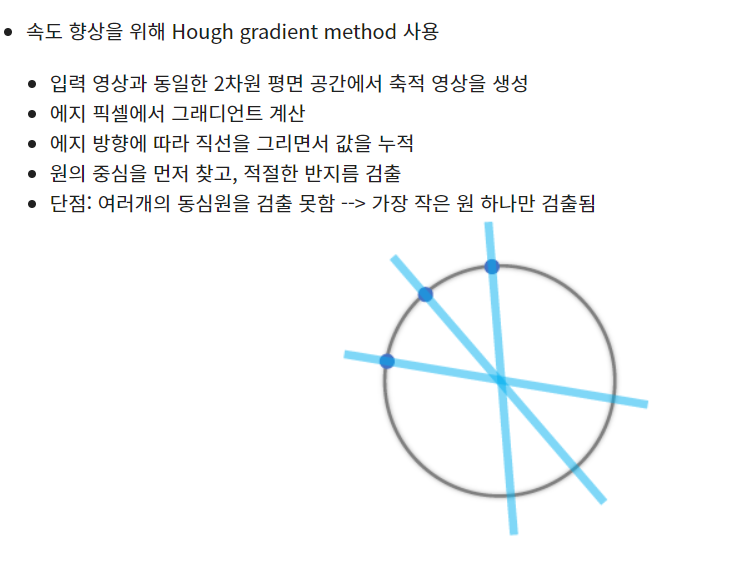 속도 향상을 위해 Hough gradient method 사용
입력 영상과 동일한 2차원 평면 공간에서 축적 영상을 생성
에지 픽셀에서 그래디언트 계산
에지 방향에 따라 직선을 그리면서 값을 누적
원의 중심을 먼저 찾고, 적절한 반지름 검출
단점: 여러개의 동심원을 검출 못함 --> 가장 작은 원 하나만 검출됨